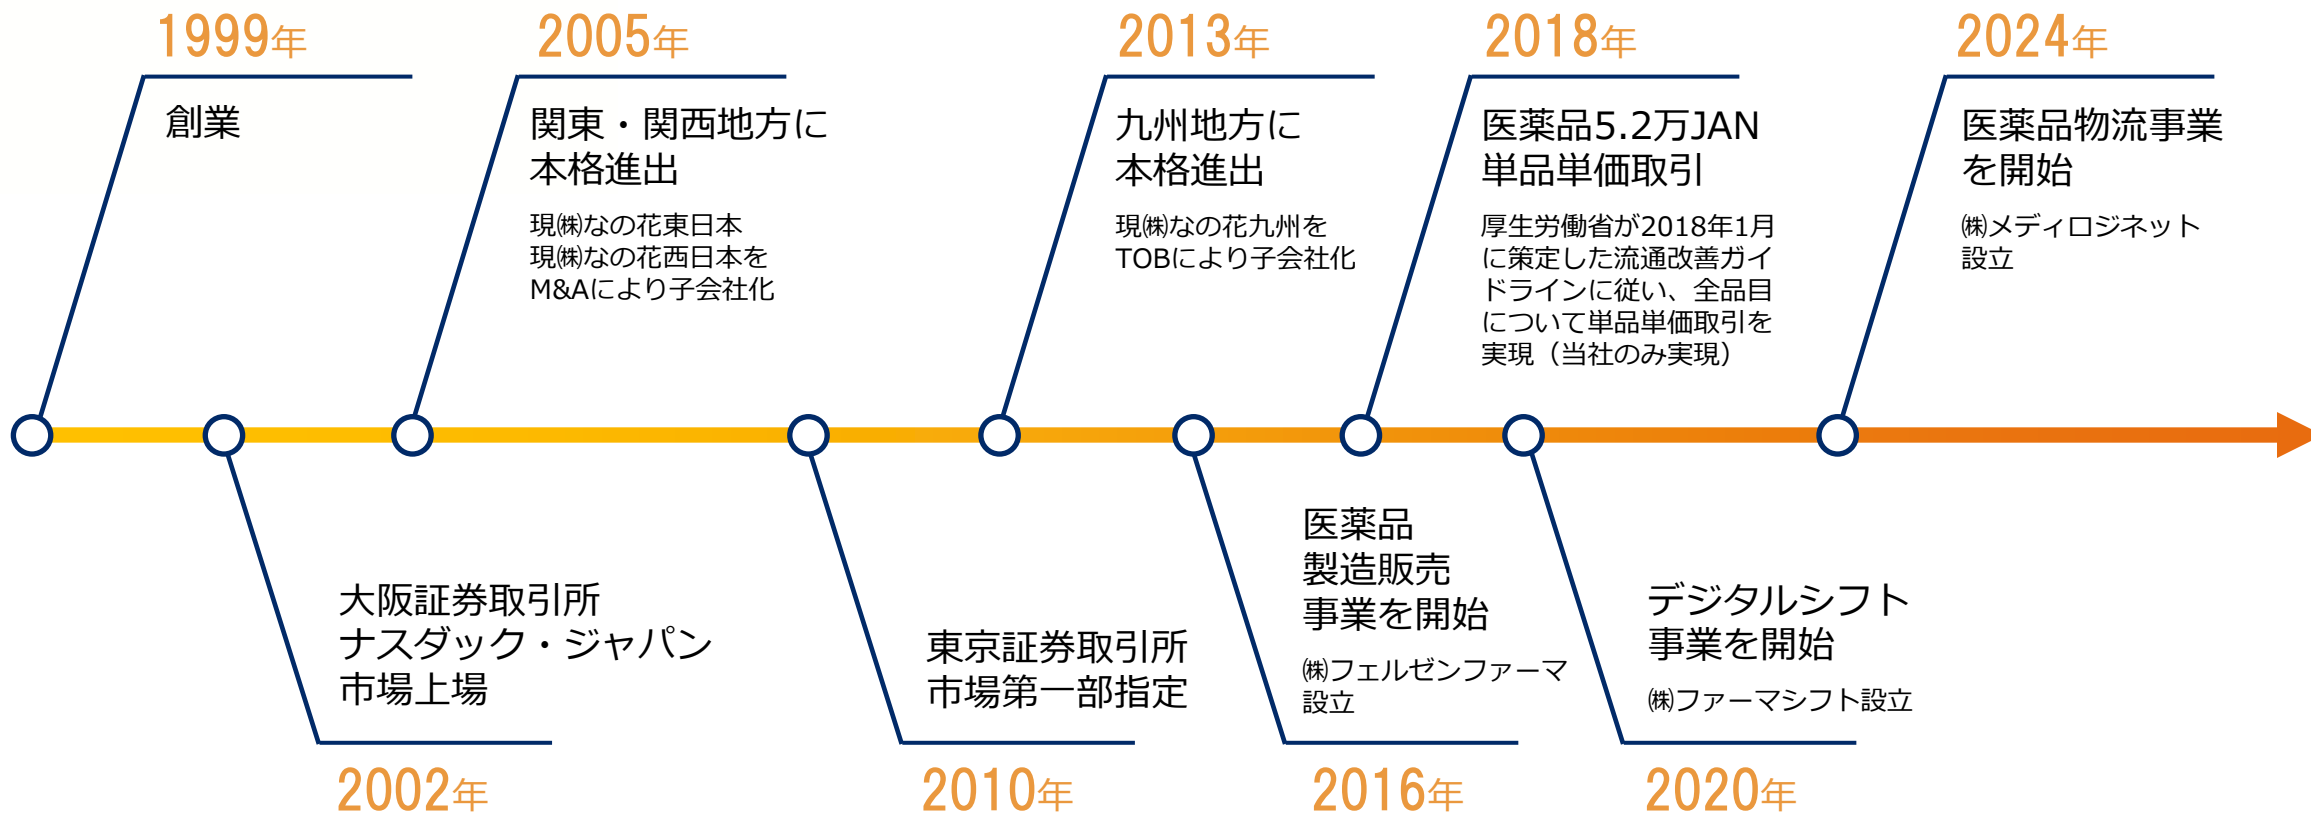 1999年
創業
2005年
関東・関西地方に
本格進出
現㈱なの花東日本
現㈱なの花西日本を
M&Aにより子会社化
2013年
九州地方に
本格進出
現㈱なの花九州を
TOBにより子会社化
2018年
医薬品5.2万JAN
単品単価取引
厚生労働省が2018年1月
に策定した流通改善ガイ
ドラインに従い、全品目
について単品単価取引を
実現（当社のみ実現）
2024年
医薬品物流事業
を開始
㈱メディロジネット
設立
大阪証券取引所
ナスダック・ジャパン
市場上場
2002年
東京証券取引所
市場第一部指定
2010年
医薬品
製造販売
事業を開始
㈱フェルゼンファーマ
設立
2016年
デジタルシフト
事業を開始
㈱ファーマシフト設立
2020年